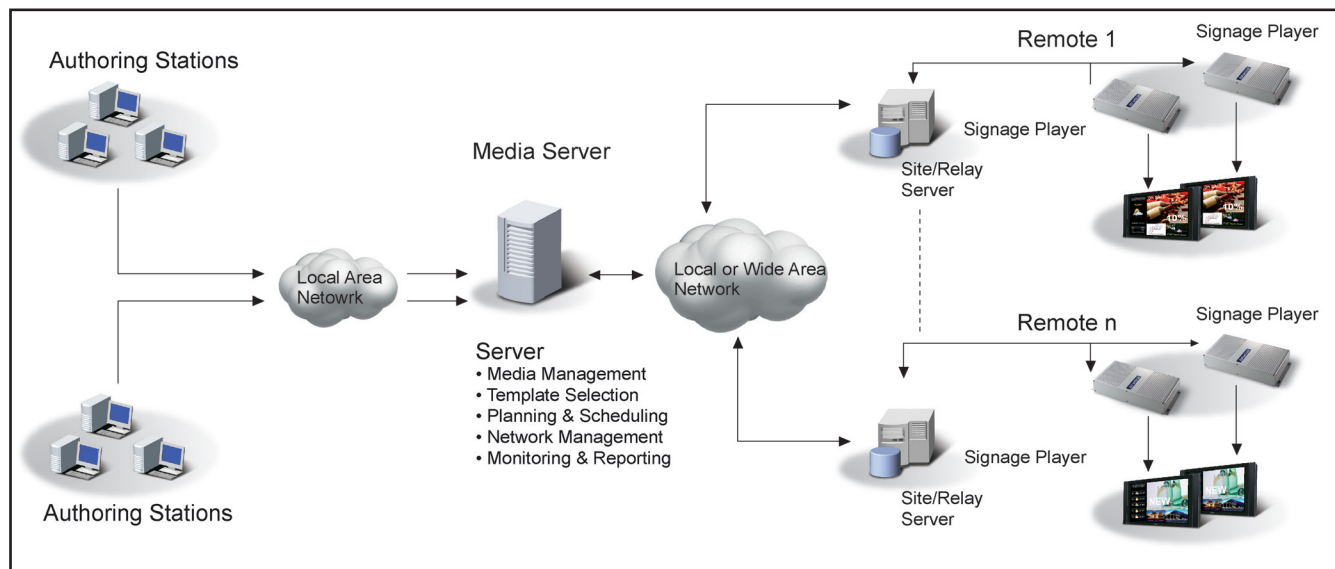 Authoring Stations
Media Server
Local Area
Netowrk
Server
• Media Management
• Template Selection
• Planning & Scheduling
• Network Management
• Monitoring & Reporting
Authoring Stations
Local or Wide Area
Network
Remote 1
Signage Player
Signage Player
Site/Relay
Server
Remote n
Signage Player
Signage Player
Site/Relay
Server
NEW
NEW